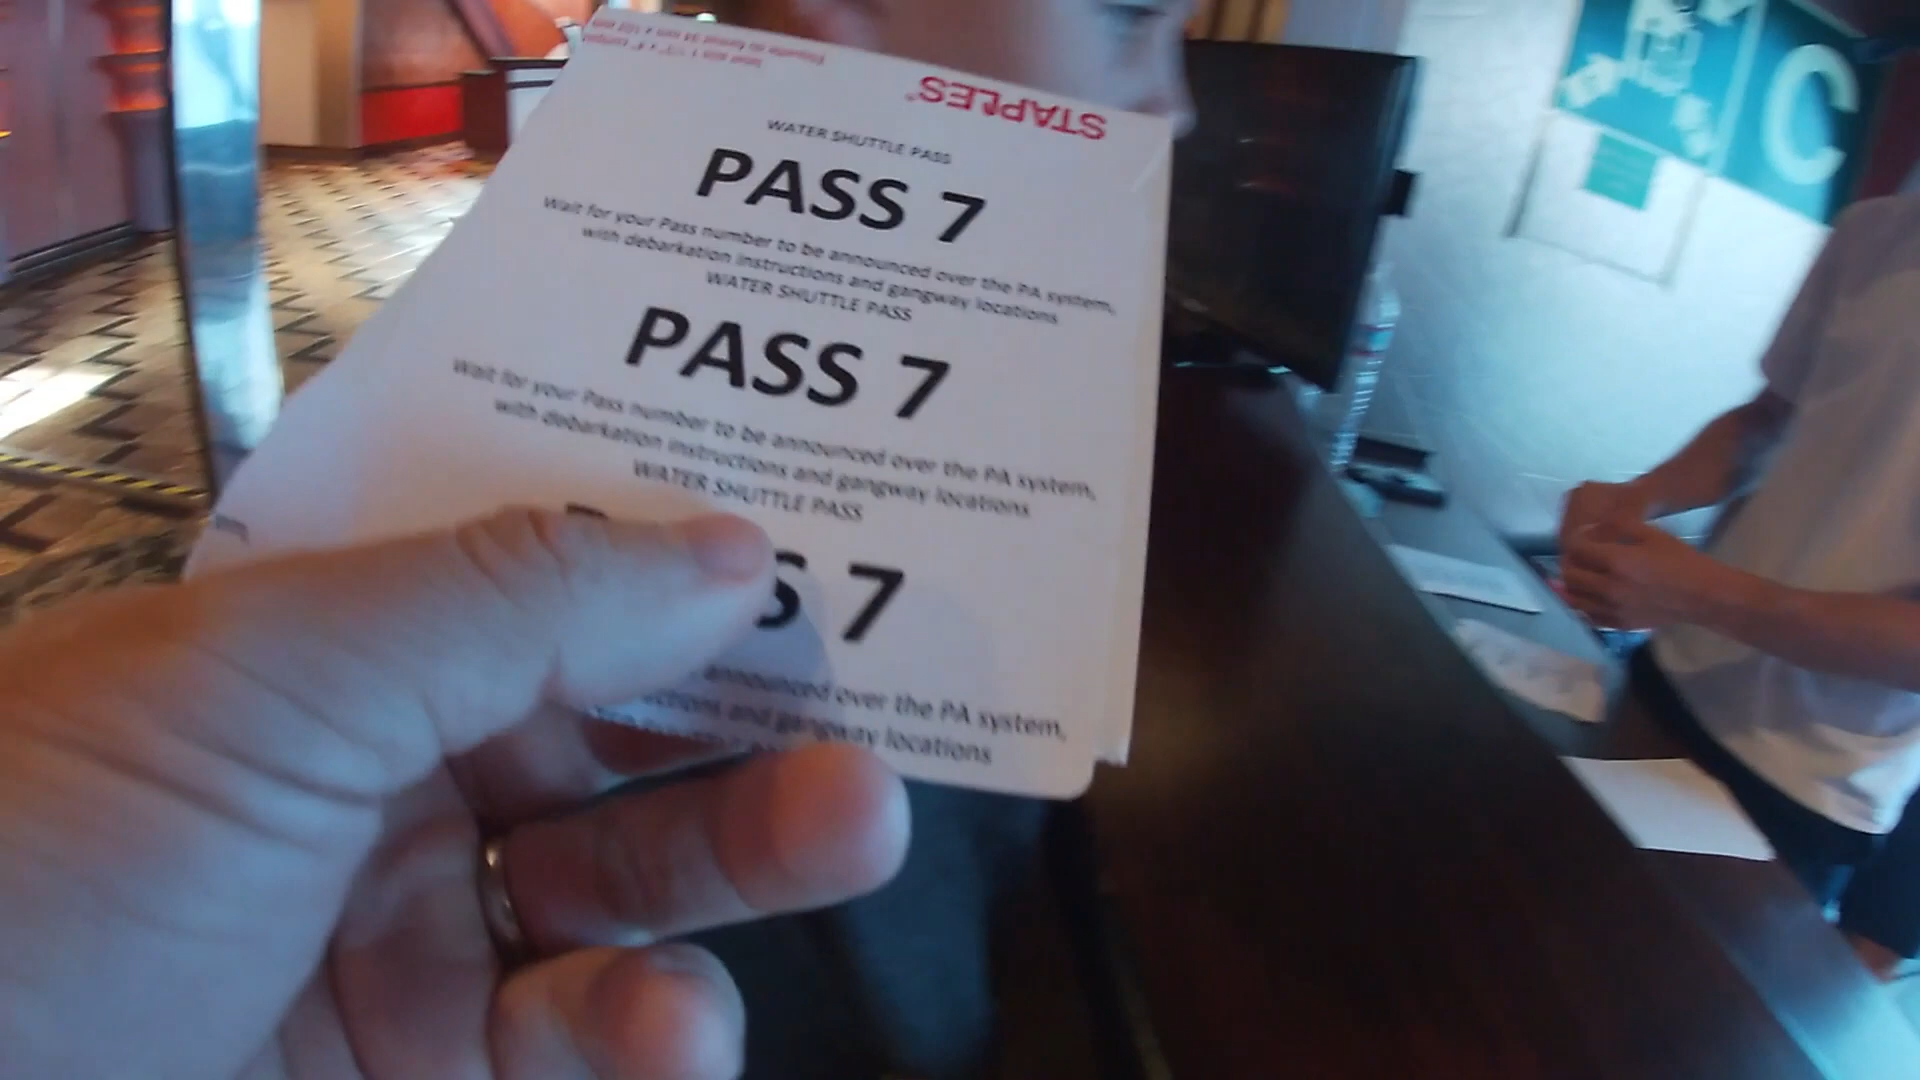 STAPLES
WATER SHUTTLE PASS
PASS 7
Wait for your Pass number to be announced over the PA system,
with debarkation instructions and gangway locations
WATER SHUTTLE PASS
PASS 7
Wait for your Pass number to be announced over the PA system,
with debarkation instructions and gangway locations
WATER SHUTTLE PASS
S 7
announced over the PA system,
and gangway locations
C